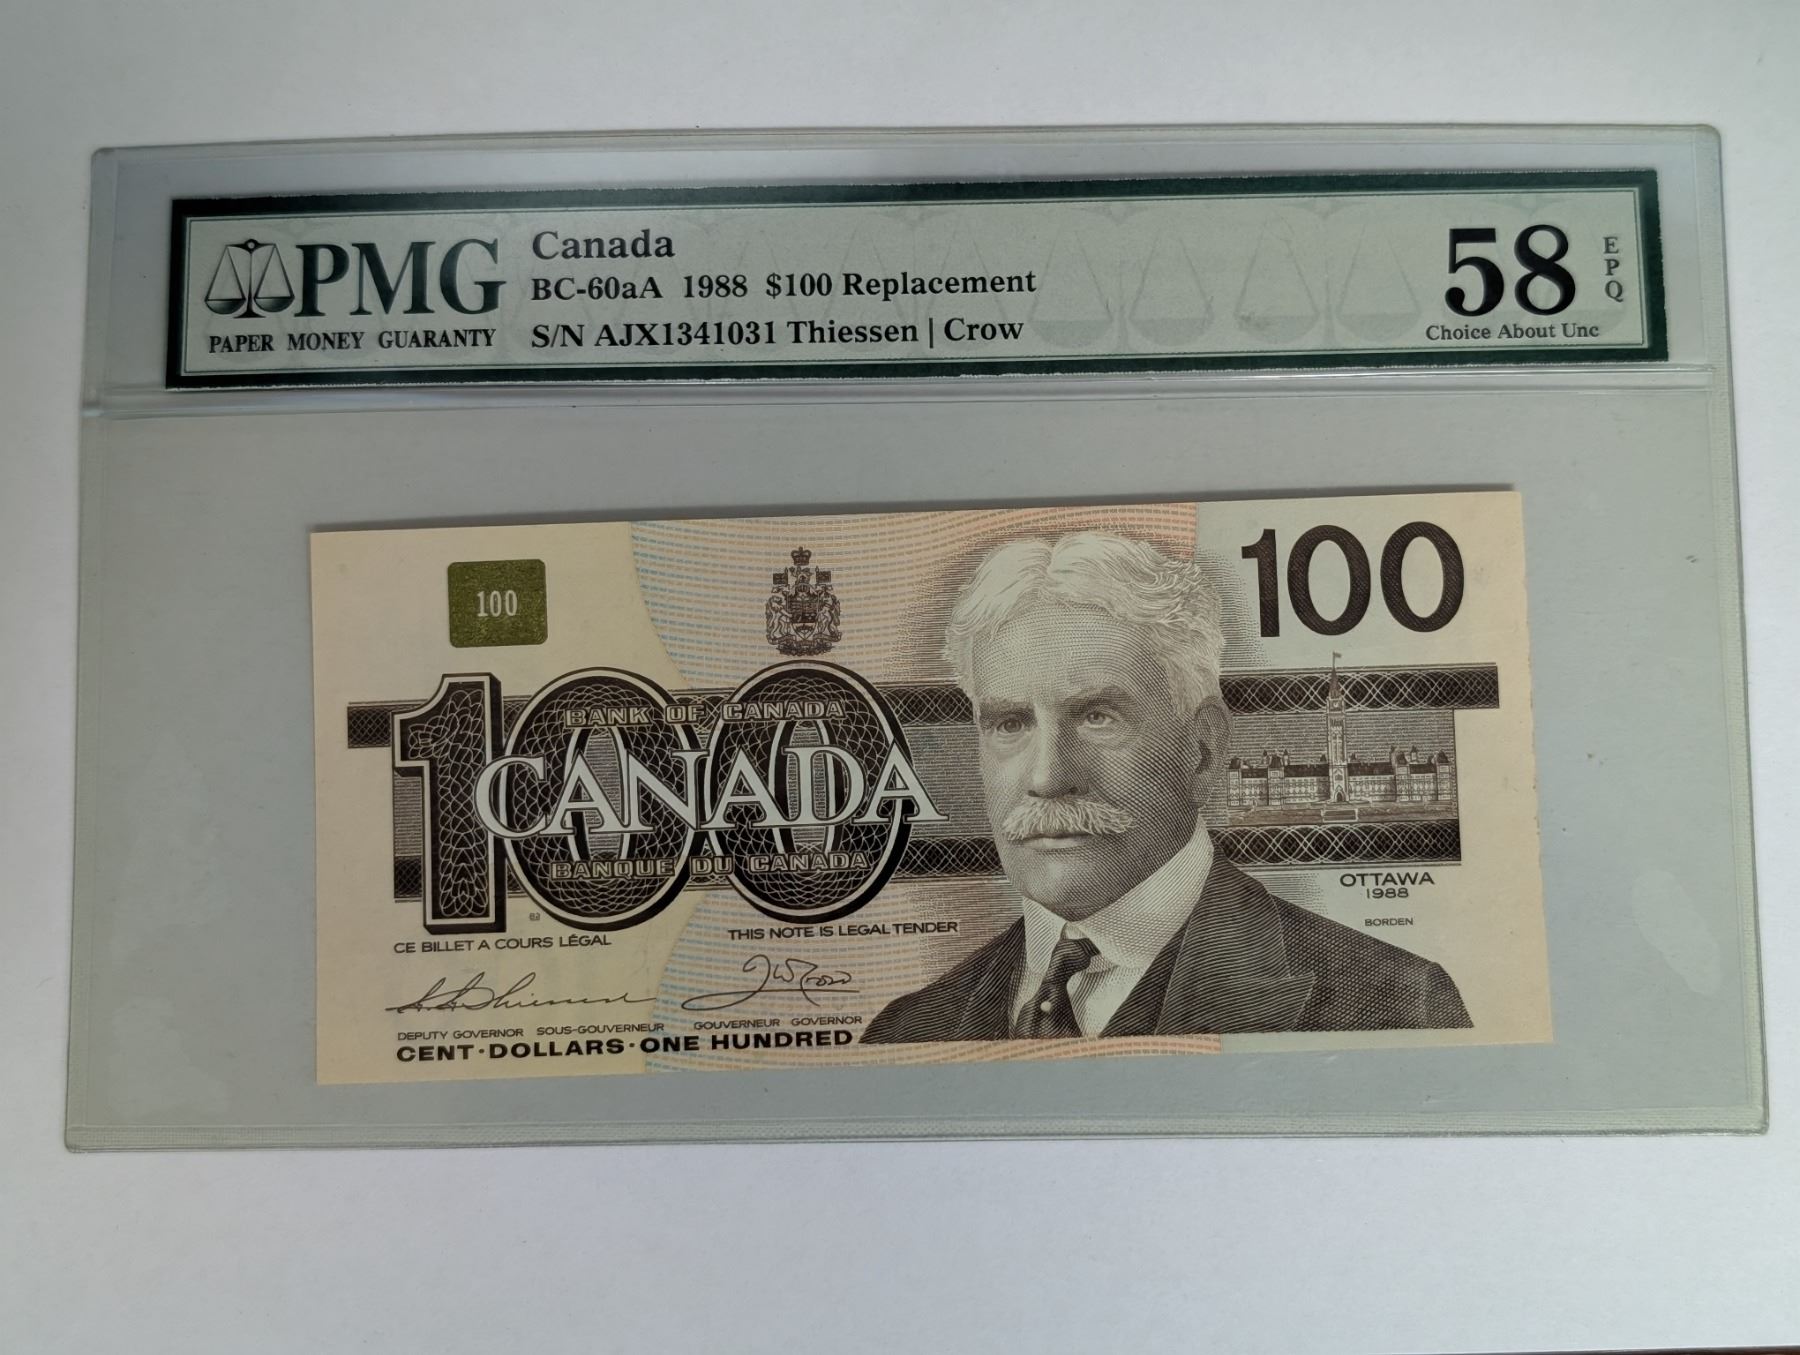 PMG
PAPER MONEY GUARANTY
Canada
BC-60aA 1988 $100 Replacement
S/N AJX1341031 Thiessen | Crow
58
EPQ
Choice About Unc
100
100
100
BANK OF CANADA
CANADA
BANQUE DU CANADA
OTTAWA
1988
BORDEN
CE BILLET A COURS LÉGAL
THIS NOTE IS LEGAL TENDER
DEPUTY GOVERNOR SOUS-GOUVERNEUR
GOUVERNEUR GOVERNOR
CENT·DOLLARS·ONE HUNDRED